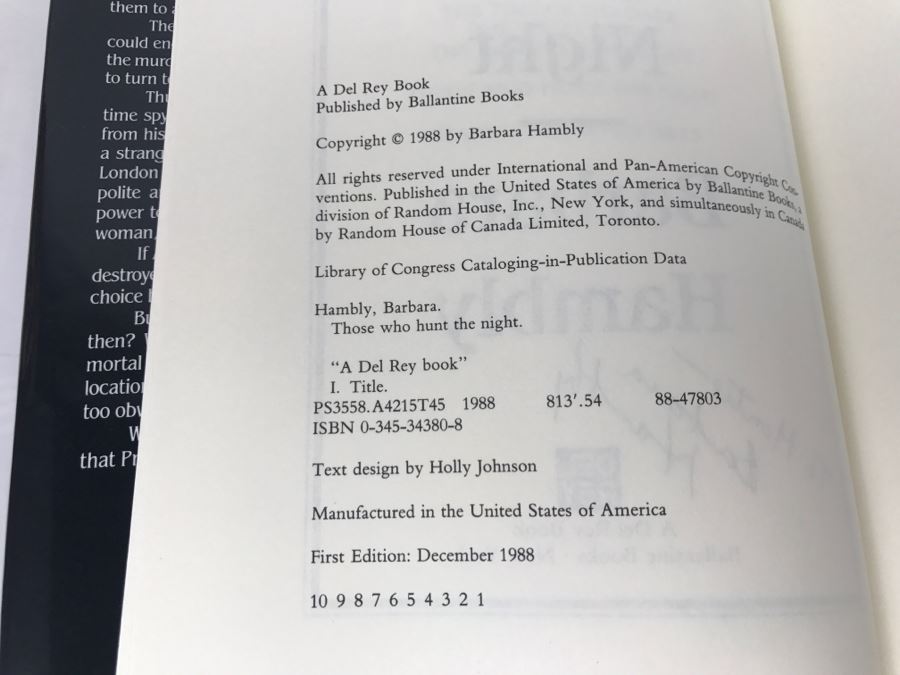 them to
The
could en
the murd
to turn t
Th
time spy
from his
a strang
London
polite a
power t
woman.
If
destroye
choice
Bu
then?
mortal
locatio
too obv
W
that Pr
A Del Rey Book
Published by Ballantine Books
Copyright © 1988 by Barbara Hambly
All rights reserved under International and Pan-American Copyright Con-
ventions. Published in the United States of America by Ballantine Books, a
division of Random House, Inc., New York, and simultaneously in Canada
by Random House of Canada Limited, Toronto.
Library of Congress Cataloging-in-Publication Data
Hambly, Barbara.
Those who hunt the night.
"A Del Rey book"
I. Title.
PS3558.A4215T45 1988 813'.54 88-47803
ISBN 0-345-34380-8
Text design by Holly Johnson
Manufactured in the United States of America
First Edition: December 1988
10 9 8 7 6 5 4 3 2 1